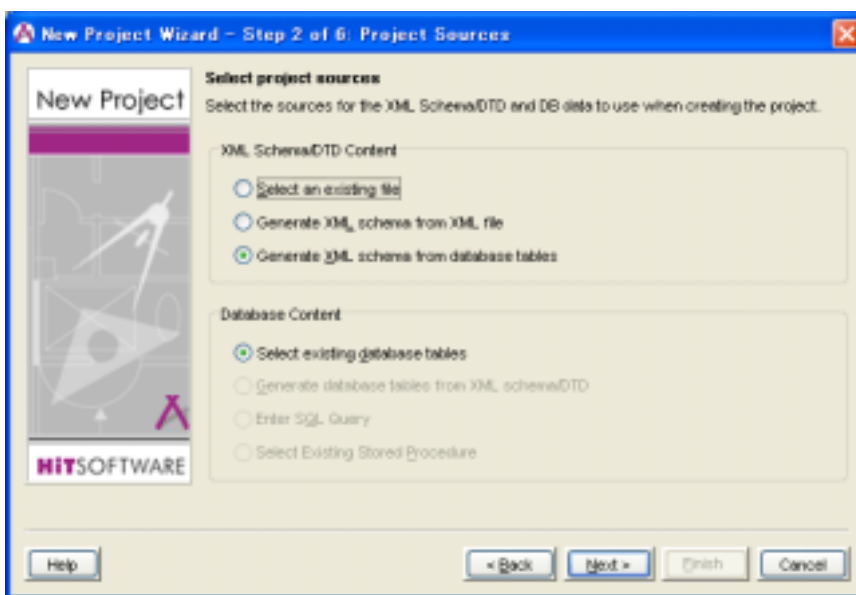 New Project Wizard - Step 2 of 6: Project Sources
New Project
HiTSOFTWARE
Select project sources
Select the sources for the XML Schema/DTD and DB data to use when creating the project.
XML Schema/DTD Content
Select an existing file
Generate XML schema from XML file
Generate XML schema from database tables
Database Content
Select existing database tables
Generate database tables from XML schema/DTD
Enter SQL Query
Select Existing Stored Procedure
Help
< Back
Next >
Finish
Cancel